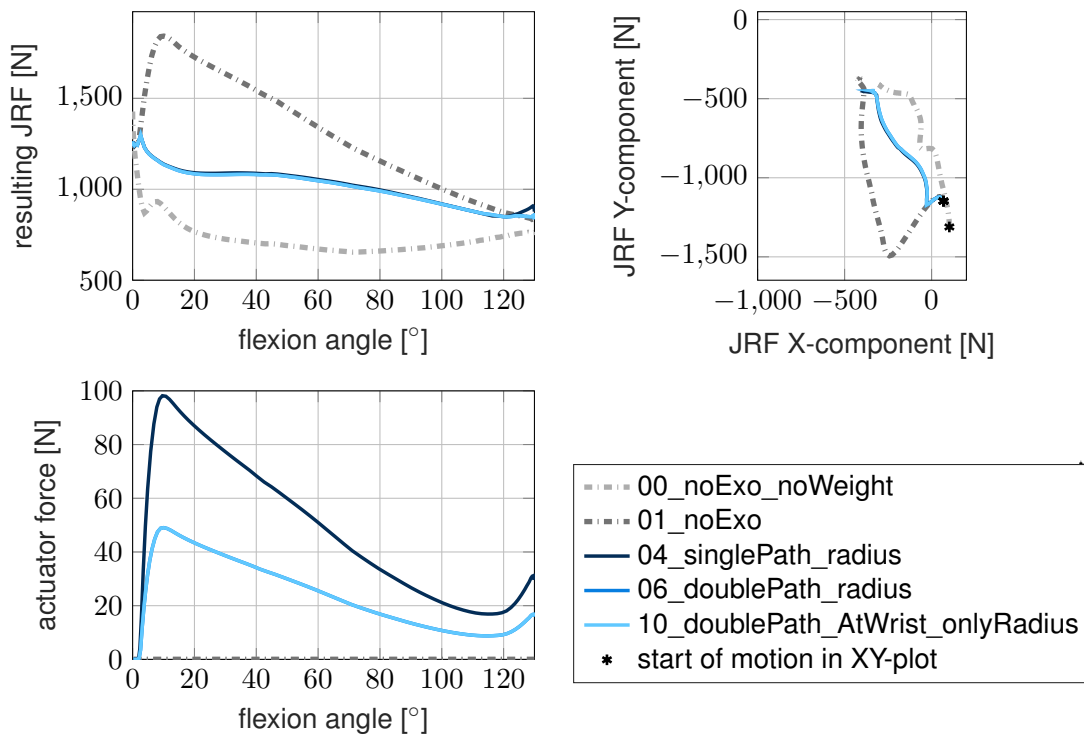 resulting JRF [N]
1,500
1,000
500
0 20 40 60 80 100 120
flexion angle [°]
JRF Y-component [N]
0
−500
−1,000
−1,500
−1,000 −500 0
JRF X-component [N]
actuator force [N]
100
80
60
40
20
0
0 20 40 60 80 100 120
flexion angle [°]
00_noExo_noWeight
01_noExo
04_singlePath_radius
06_doublePath_radius
10_doublePath_AtWrist_onlyRadius
start of motion in XY-plot